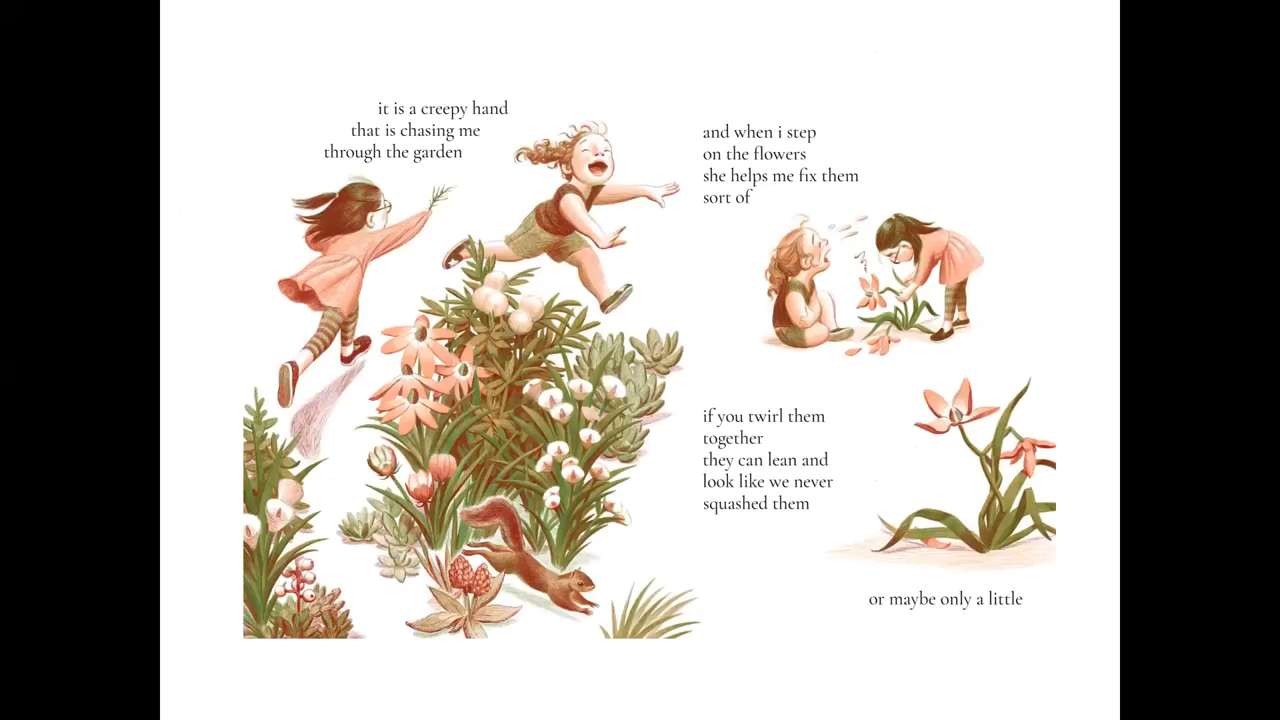 it is a creepy hand
that is chasing me
through the garden
and when i step
on the flowers
she helps me fix them
sort of
if you twirl them
together
they can lean and
look like we never
squashed them
or maybe only a little